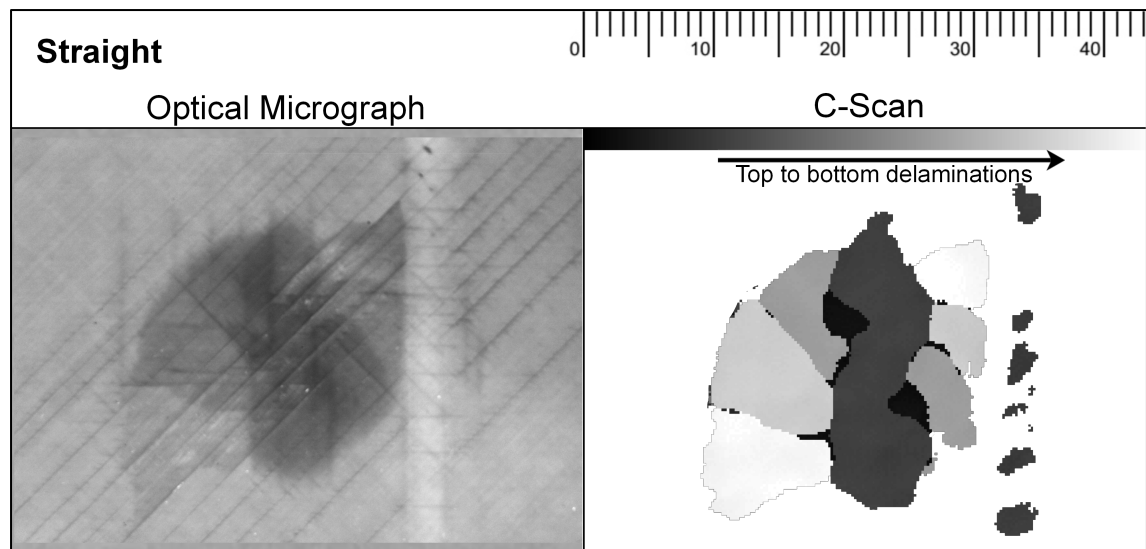 Straight
0 10 20 30 40
Optical Micrograph
C-Scan
Top to bottom delaminations